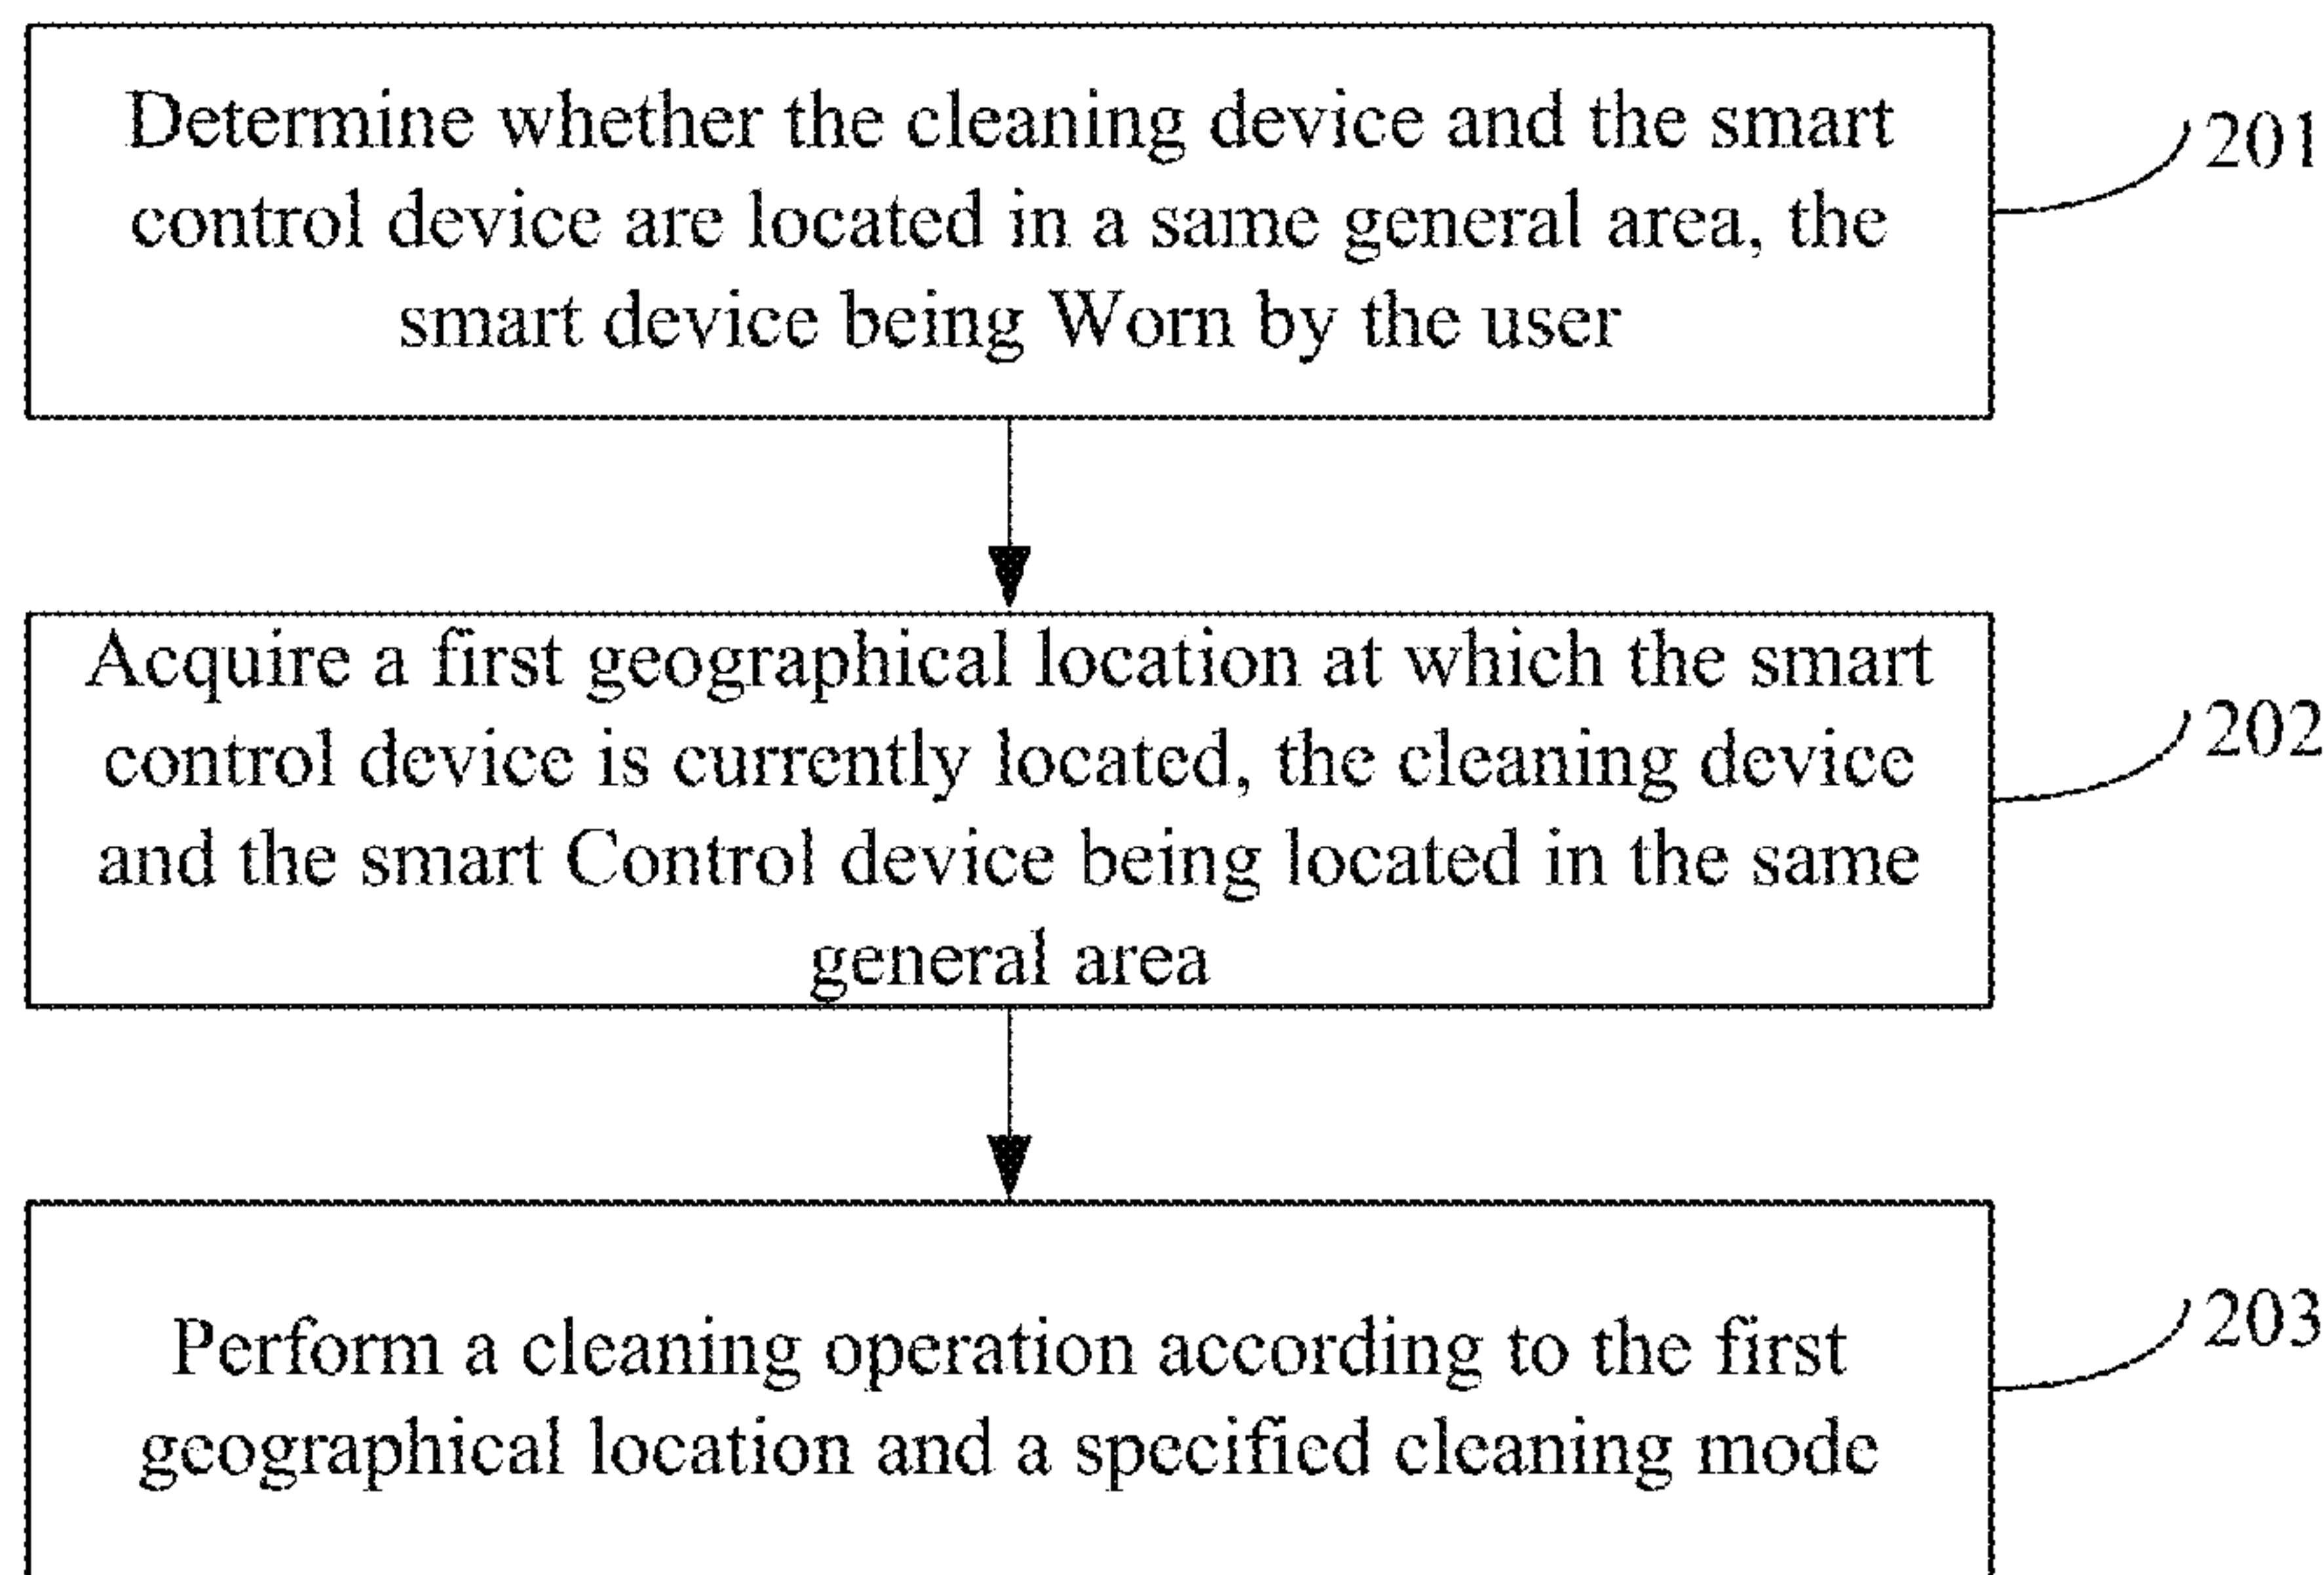 Determine whether the cleaning device and the smart
control device are located in a same general area, the
smart device being Worn by the user
201
Acquire a first geographical location at which the smart
control device is currently located, the cleaning device
and the smart Control device being located in the same
general area
202
Perform a cleaning operation according to the first
geographical location and a specified cleaning mode
203